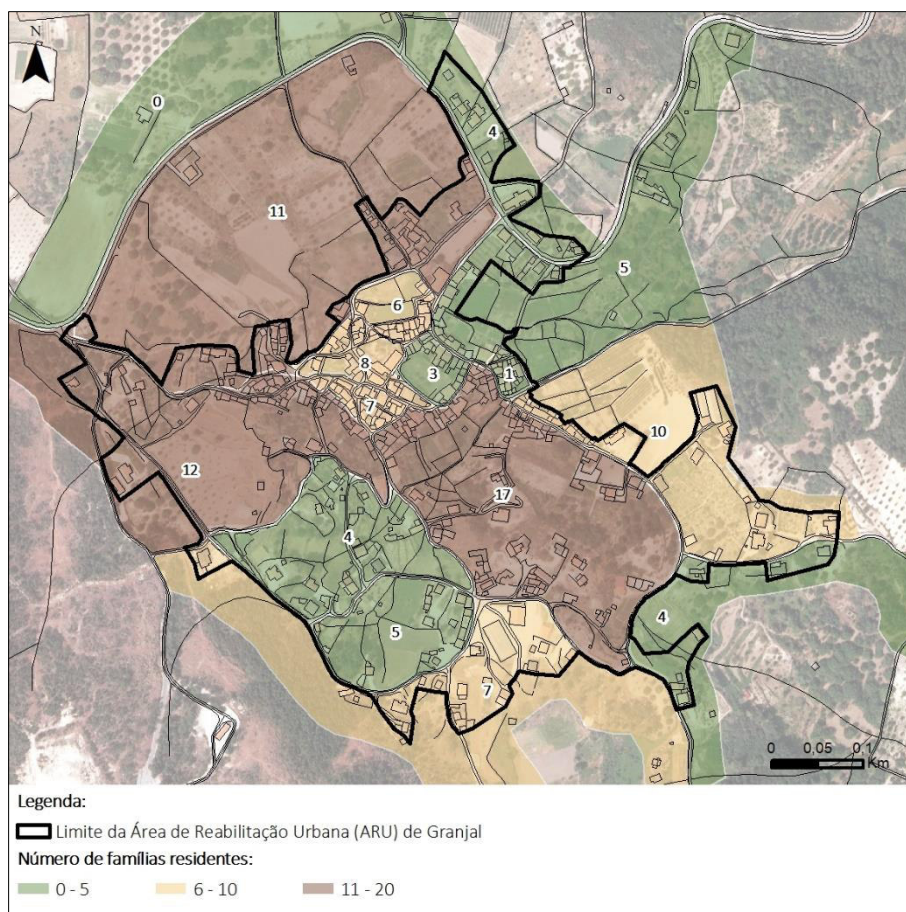 N
0
4
11
5
6
8
3
1
7
10
12
17
4
5
4
7
0 0,05 0,1
Km
Legenda:
Limite da Área de Reabilitação Urbana (ARU) de Granjal
Número de famílias residentes:
0 - 5 6 - 10 11 - 20